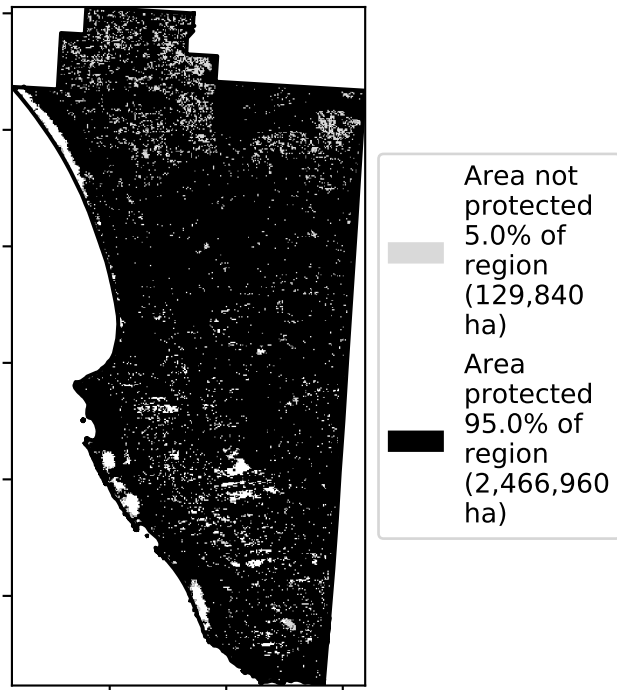 Area not
protected
5.0% of
region
(129,840
ha)
Area
protected
95.0% of
region
(2,466,960
ha)